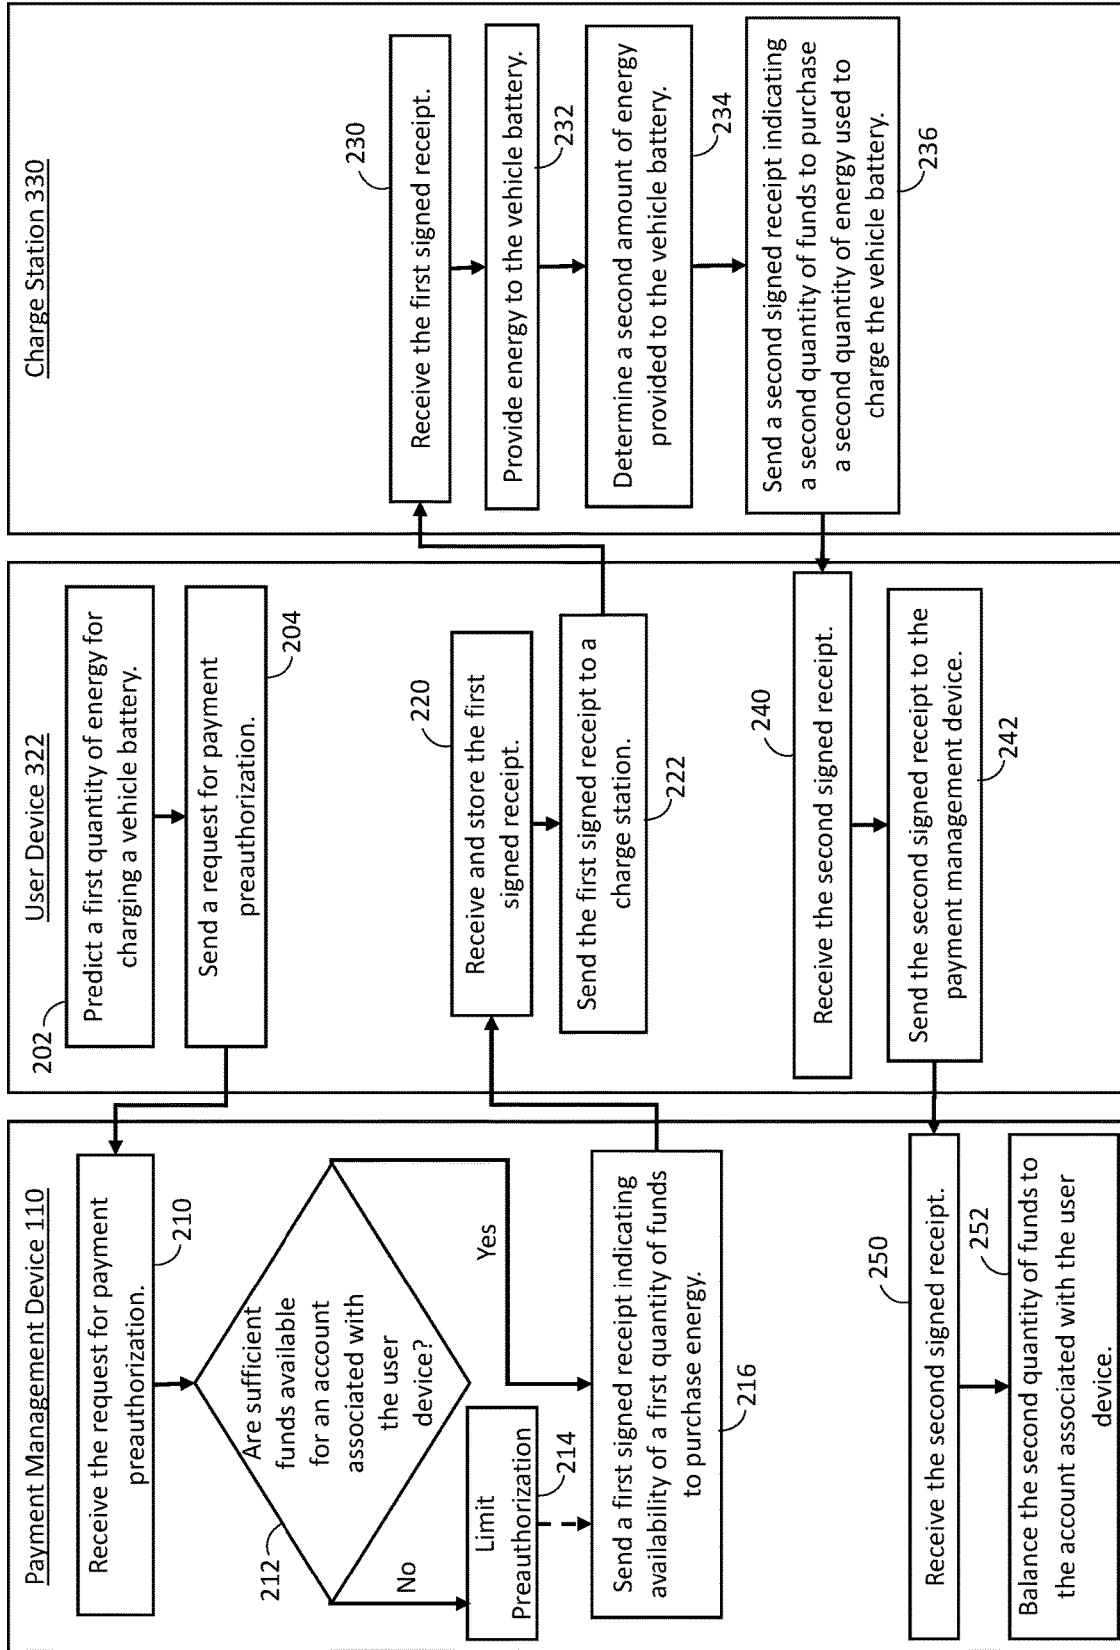 Payment Management Device 110
Receive the request for payment
preauthorization.
210
Are sufficient
funds available
for an account
associated with
the user
device?
212
No
Yes
Limit
Preauthorization
214
Send a first signed receipt indicating
availability of a first quantity of funds
to purchase energy.
216
Receive the second signed receipt.
250
Balance the second quantity of funds to
the account associated with the user
device.
252
User Device 322
202
Predict a first quantity of energy for
charging a vehicle battery.
Send a request for payment
preauthorization.
204
Receive and store the first
signed receipt.
220
Send the first signed receipt to a
charge station.
222
Receive the second signed receipt.
240
Send the second signed receipt to the
payment management device.
242
Charge Station 330
Receive the first signed receipt.
230
Provide energy to the vehicle battery.
232
Determine a second amount of energy
provided to the vehicle battery.
234
Send a second signed receipt indicating
a second quantity of funds to purchase
a second quantity of energy used to
charge the vehicle battery.
236